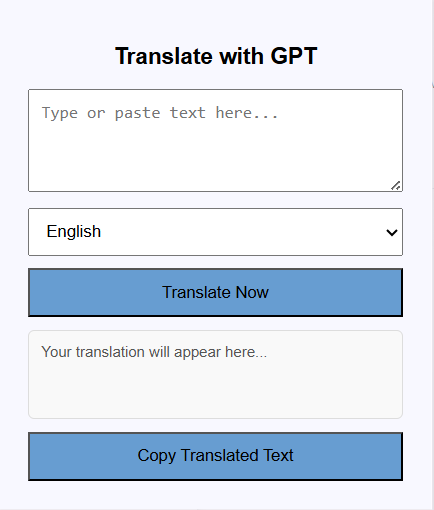 Translate with GPT
Type or paste text here...
English
Translate Now
Your translation will appear here...
Copy Translated Text